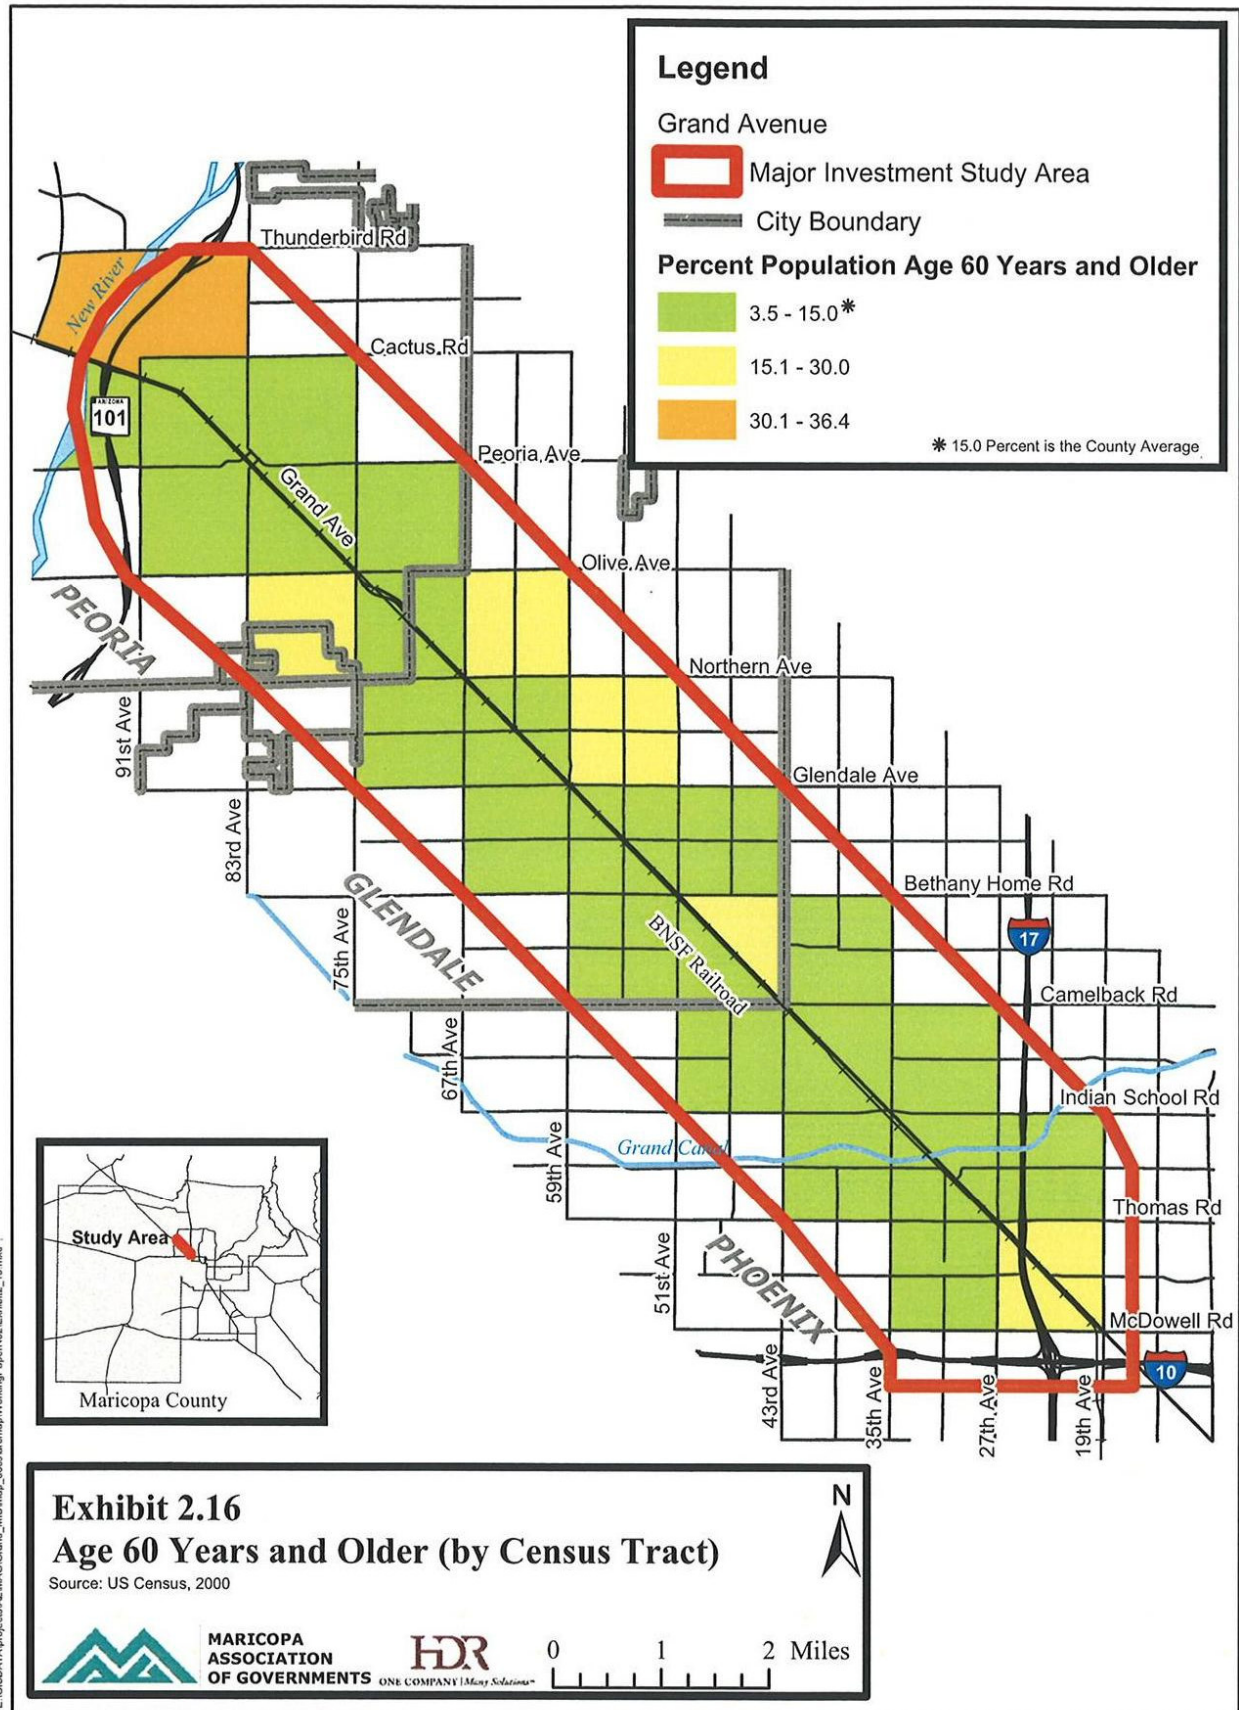 Legend
Grand Avenue
Major Investment Study Area
City Boundary
Percent Population Age 60 Years and Older
3.5 - 15.0*
15.1 - 30.0
30.1 - 36.4
* 15.0 Percent is the County Average
Thunderbird Rd
New River
Cactus Rd
ARIZONA
101
Peoria Ave
Grand Ave
Olive Ave
PEORIA
Northern Ave
91st Ave
Glendale Ave
83rd Ave
Bethany Home Rd
GLENDALE
17
75th Ave
BNSF Railroad
Camelback Rd
67th Ave
Indian School Rd
Grand Canal
59th Ave
Thomas Rd
51st Ave
PHOENIX
McDowell Rd
10
43rd Ave
35th Ave
27th Ave
19th Ave
Study Area
Maricopa County
Exhibit 2.16
Age 60 Years and Older (by Census Tract)
Source: US Census, 2000
N
MARICOPA
ASSOCIATION
OF GOVERNMENTS
HDR
ONE COMPANY | Many Solutions
0 1 2 Miles